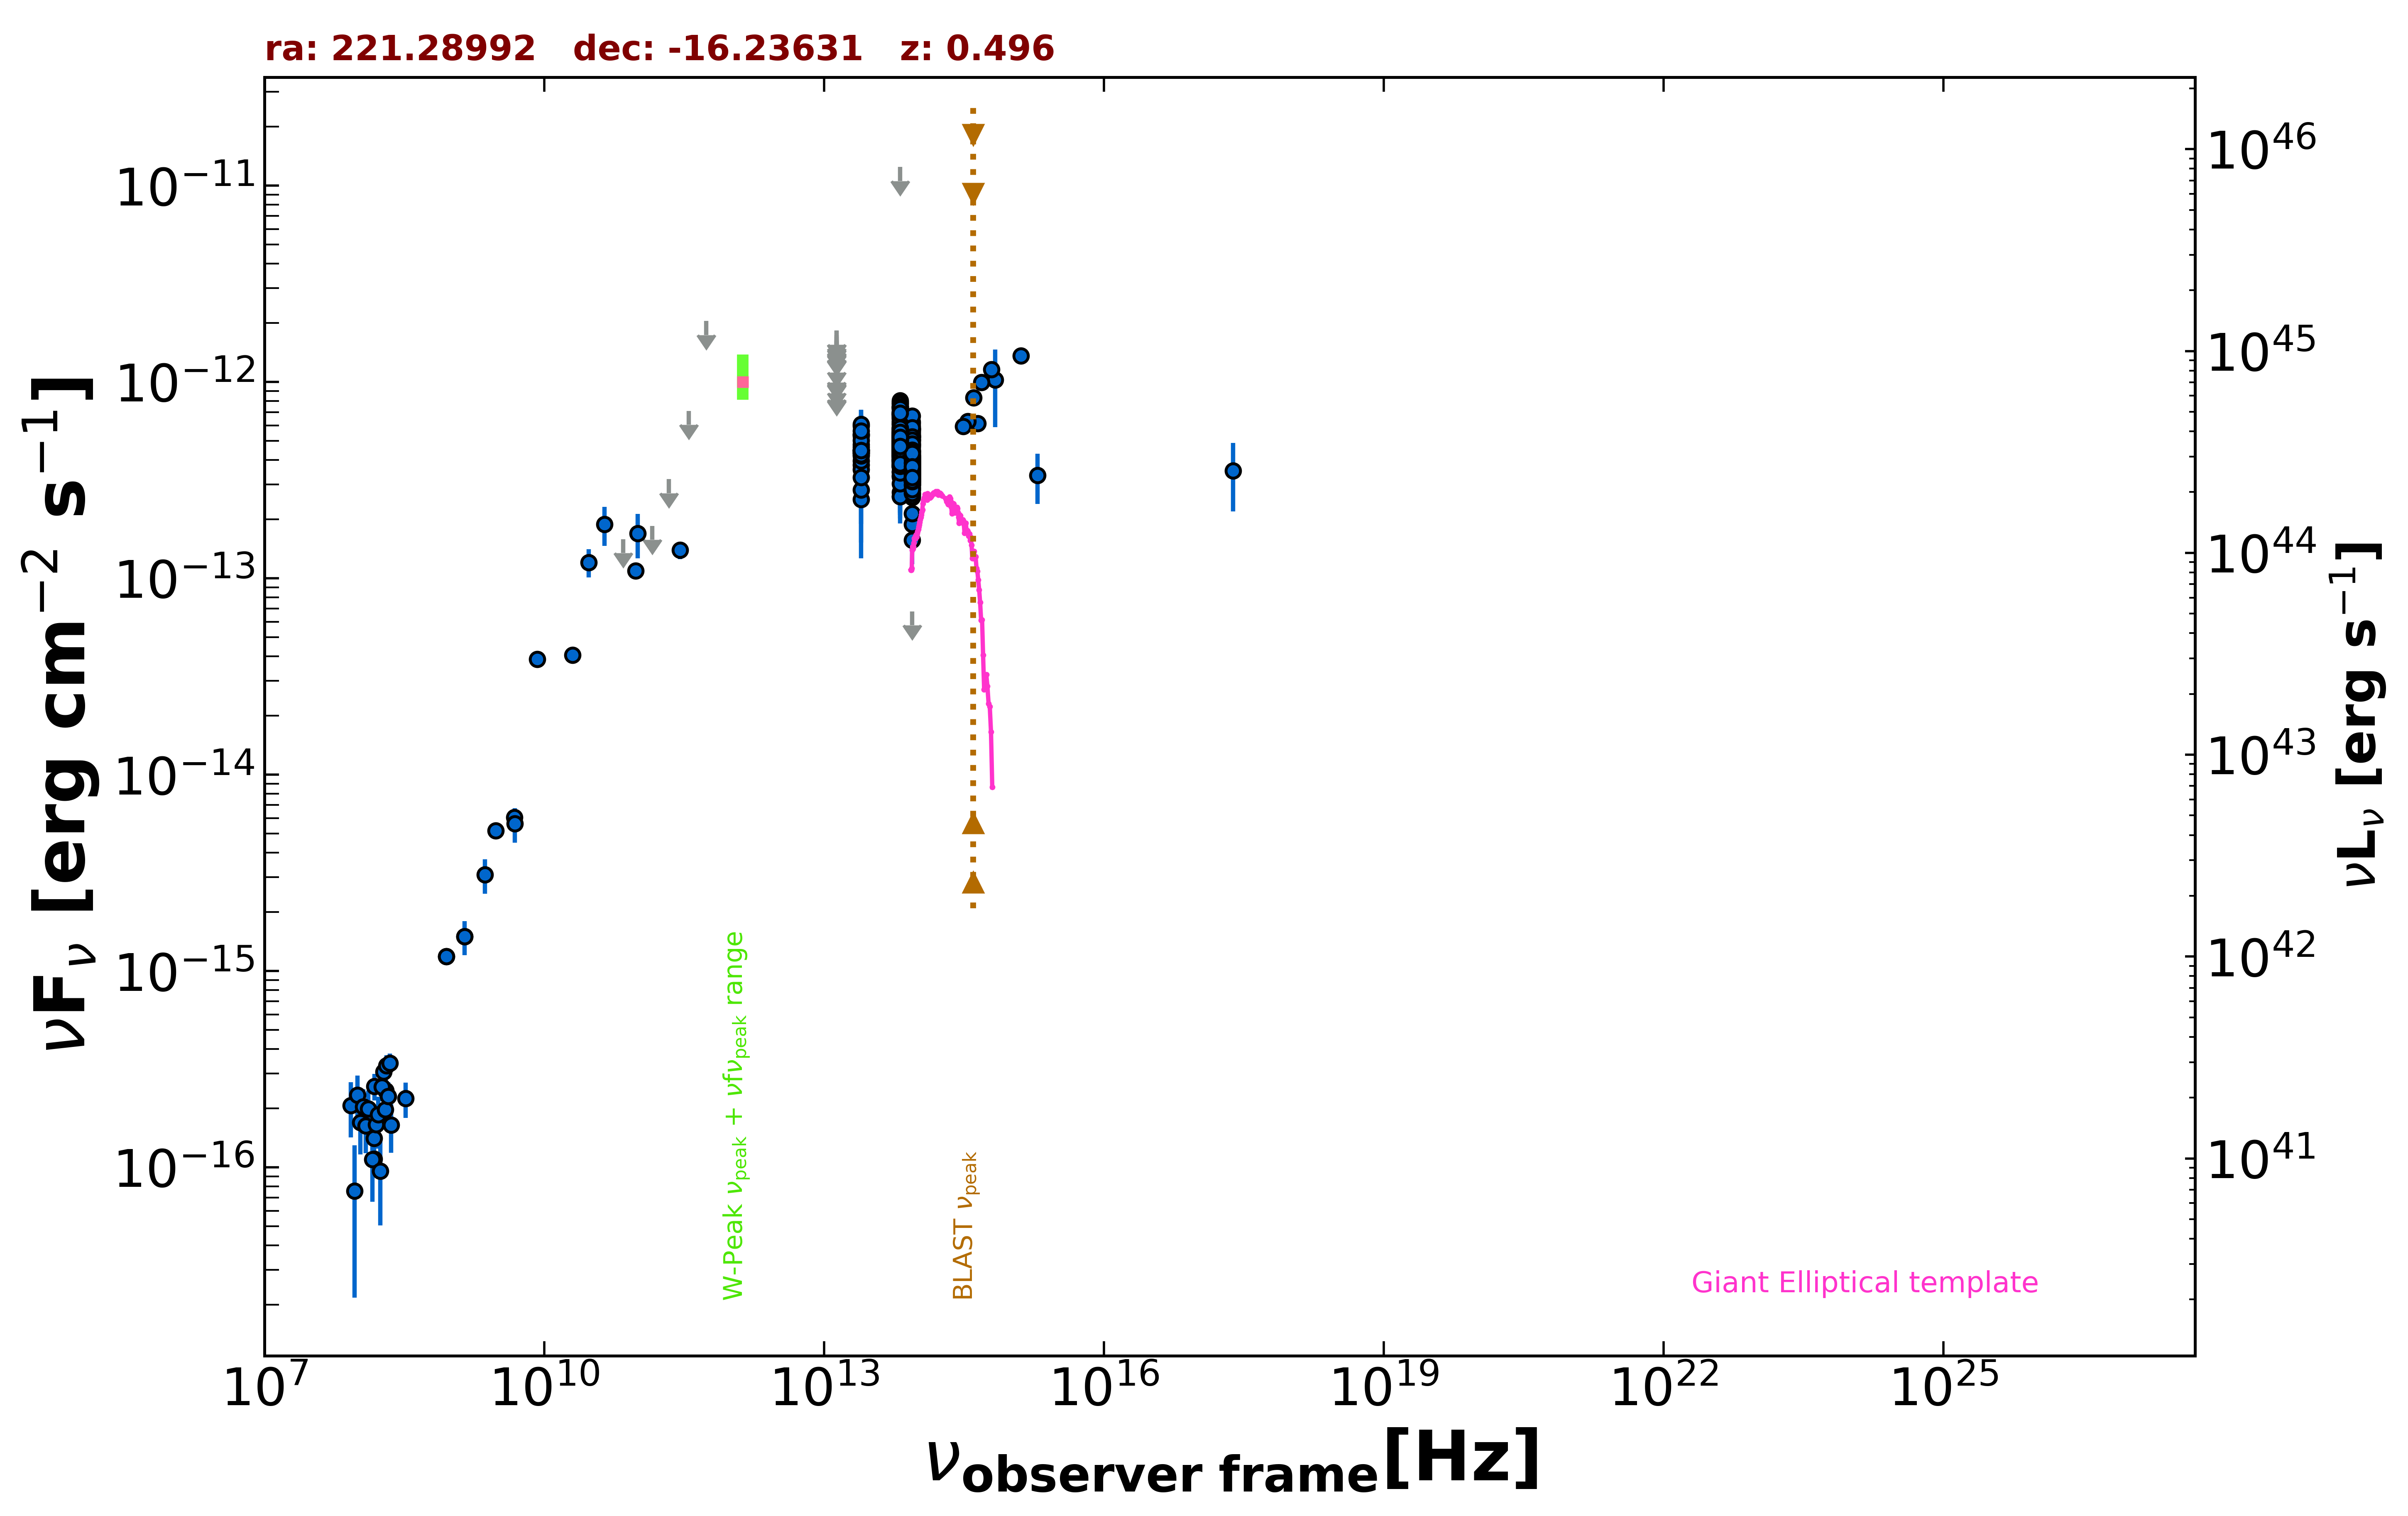 ra: 221.28992   dec: -16.23631   z: 0.496
νF_ν [erg cm^−2 s^−1]
10^−11
10^−12
10^−13
10^−14
10^−15
10^−16
10^46
10^45
10^44
10^43
10^42
10^41
νL_ν [erg s^−1]
W-Peak ν_peak + νfν_peak range
BLAST ν_peak
Giant Elliptical template
10^7
10^10
10^13
10^16
10^19
10^22
10^25
ν_observer frame [Hz]